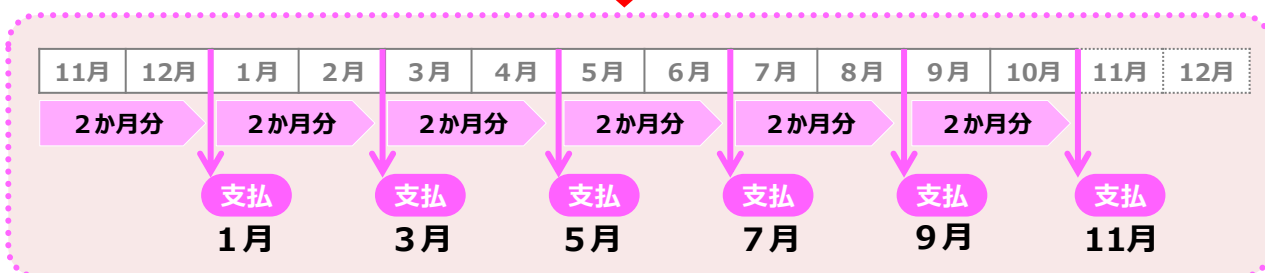 11月 12月 1月 2月 3月 4月 5月 6月 7月 8月 9月 10月 11月 12月
2か月分 2か月分 2か月分 2か月分 2か月分 2か月分
支払 支払 支払 支払 支払 支払
1月 3月 5月 7月 9月 11月